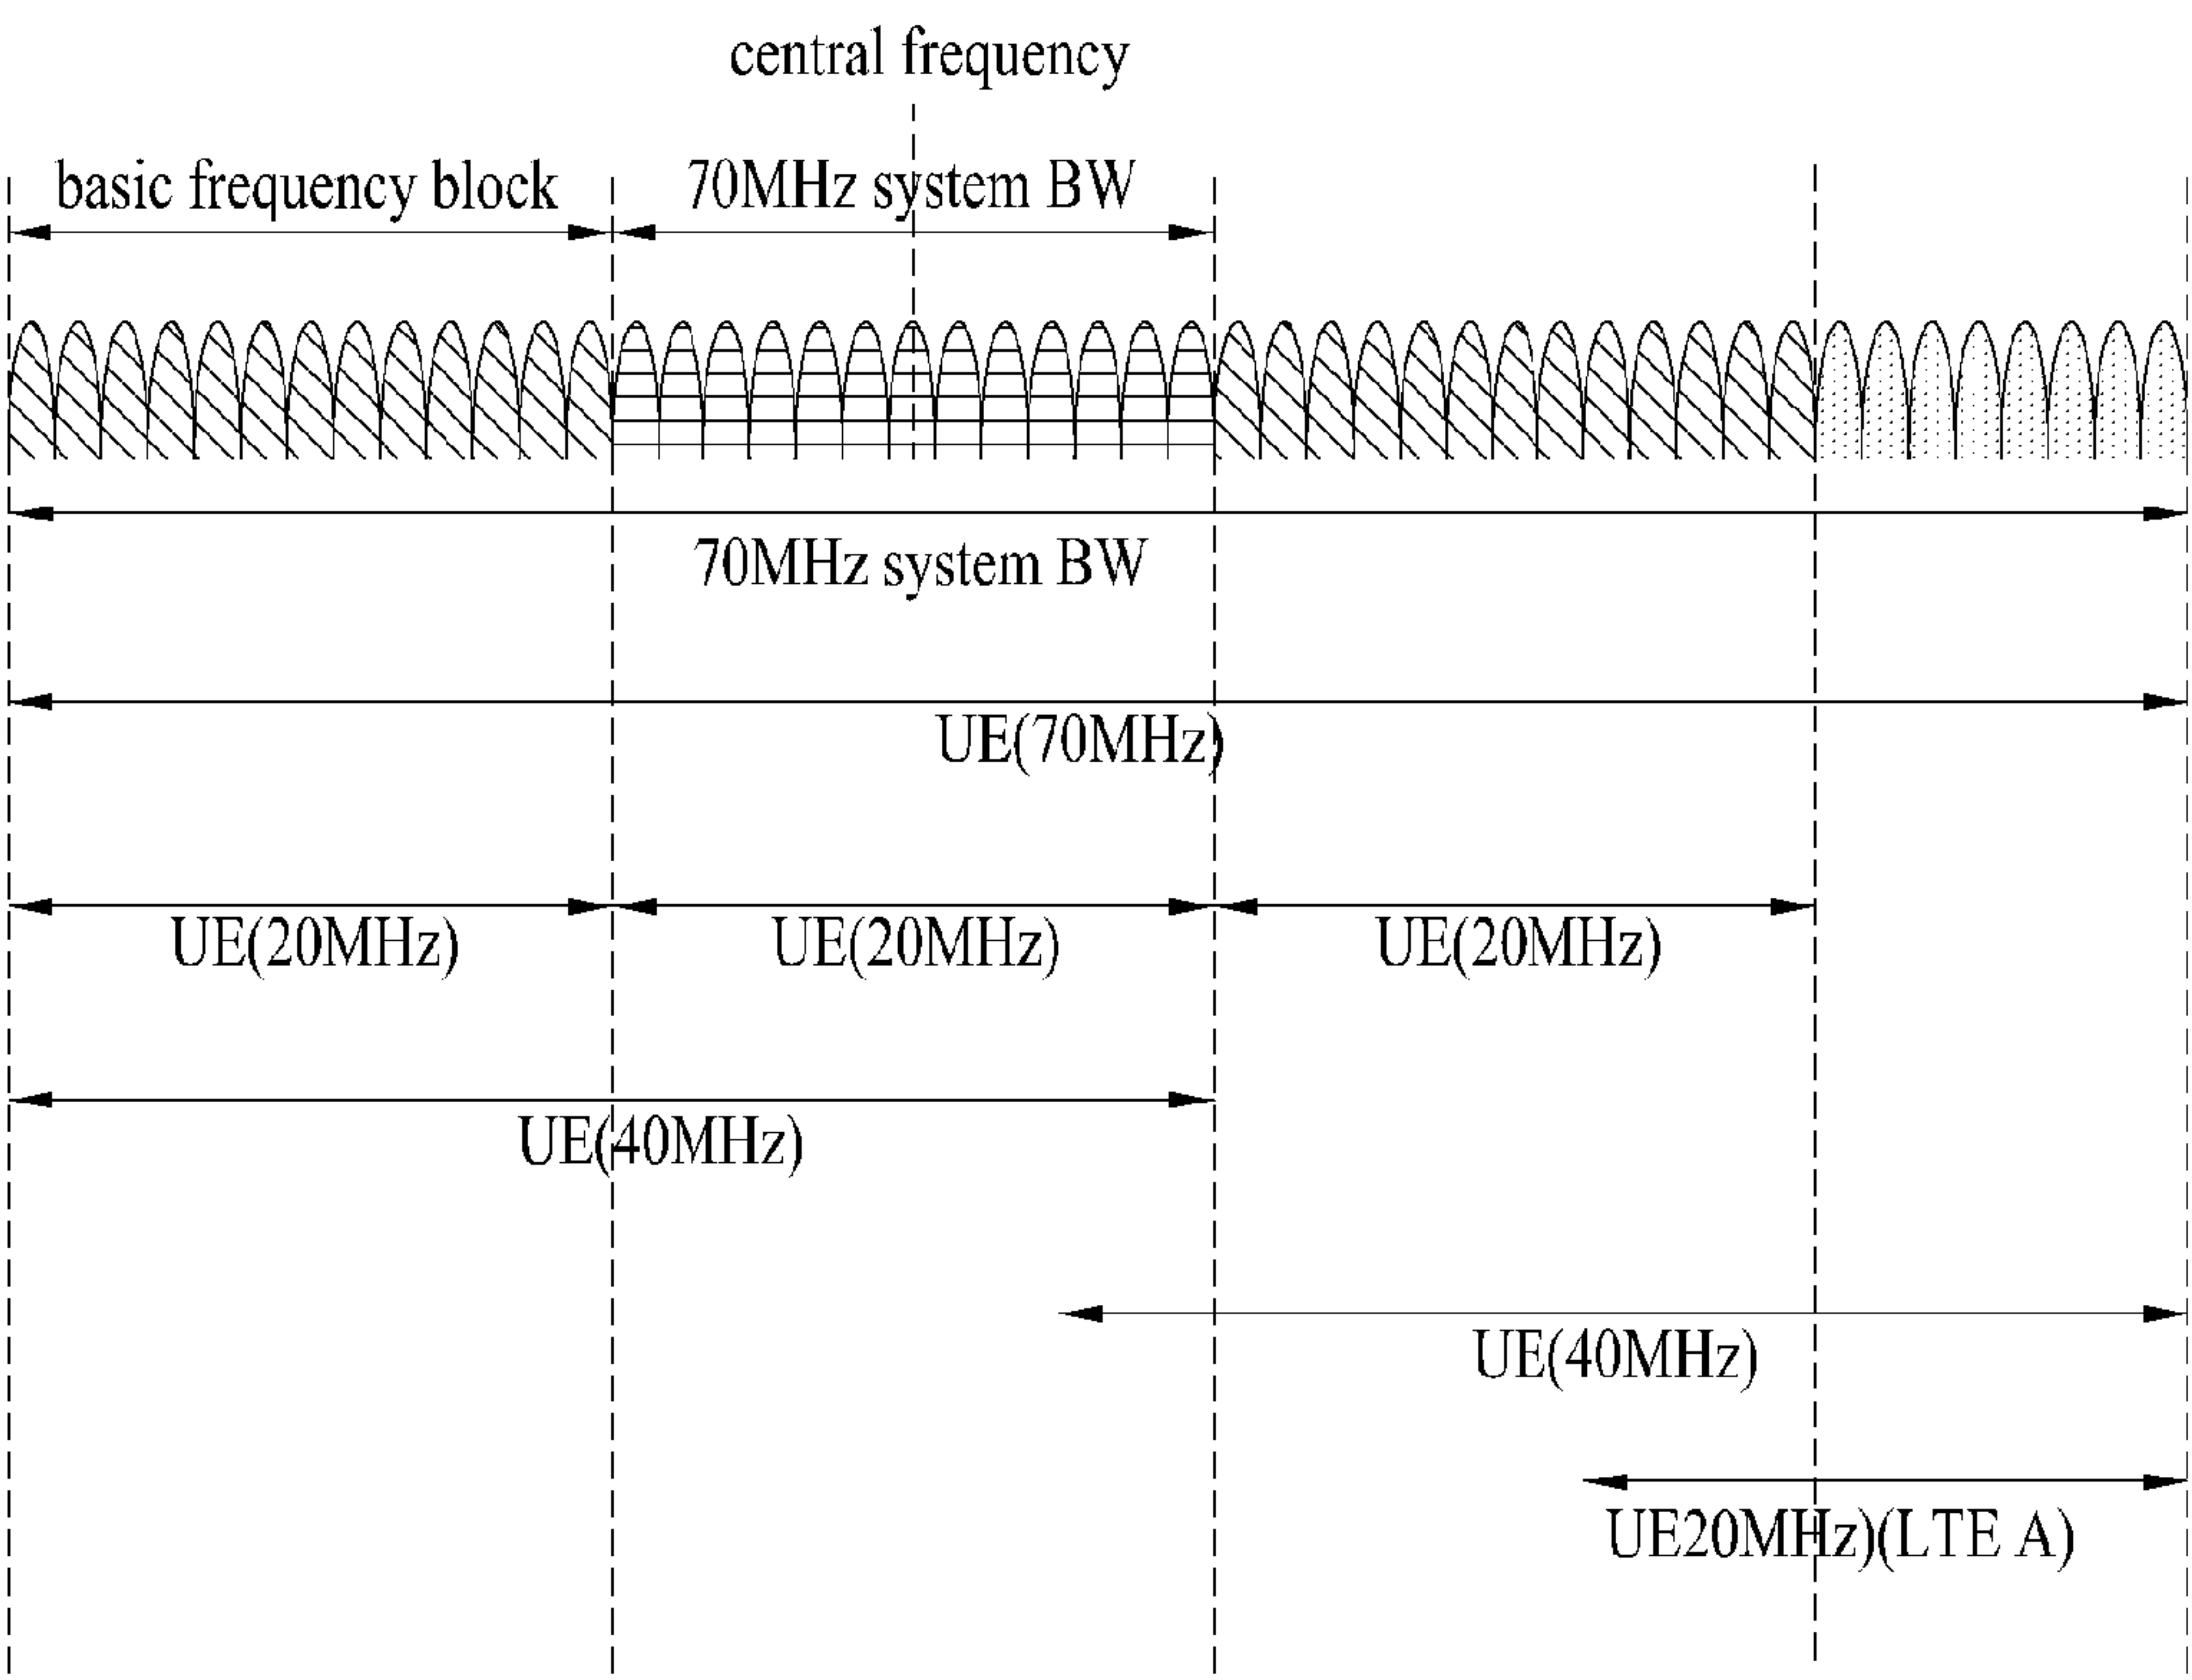 central frequency
basic frequency block
70MHz system BW
70MHz system BW
UE(70MHz)
UE(20MHz)
UE(20MHz)
UE(20MHz)
UE(40MHz)
UE(40MHz)
UE20MHz)(LTE A)